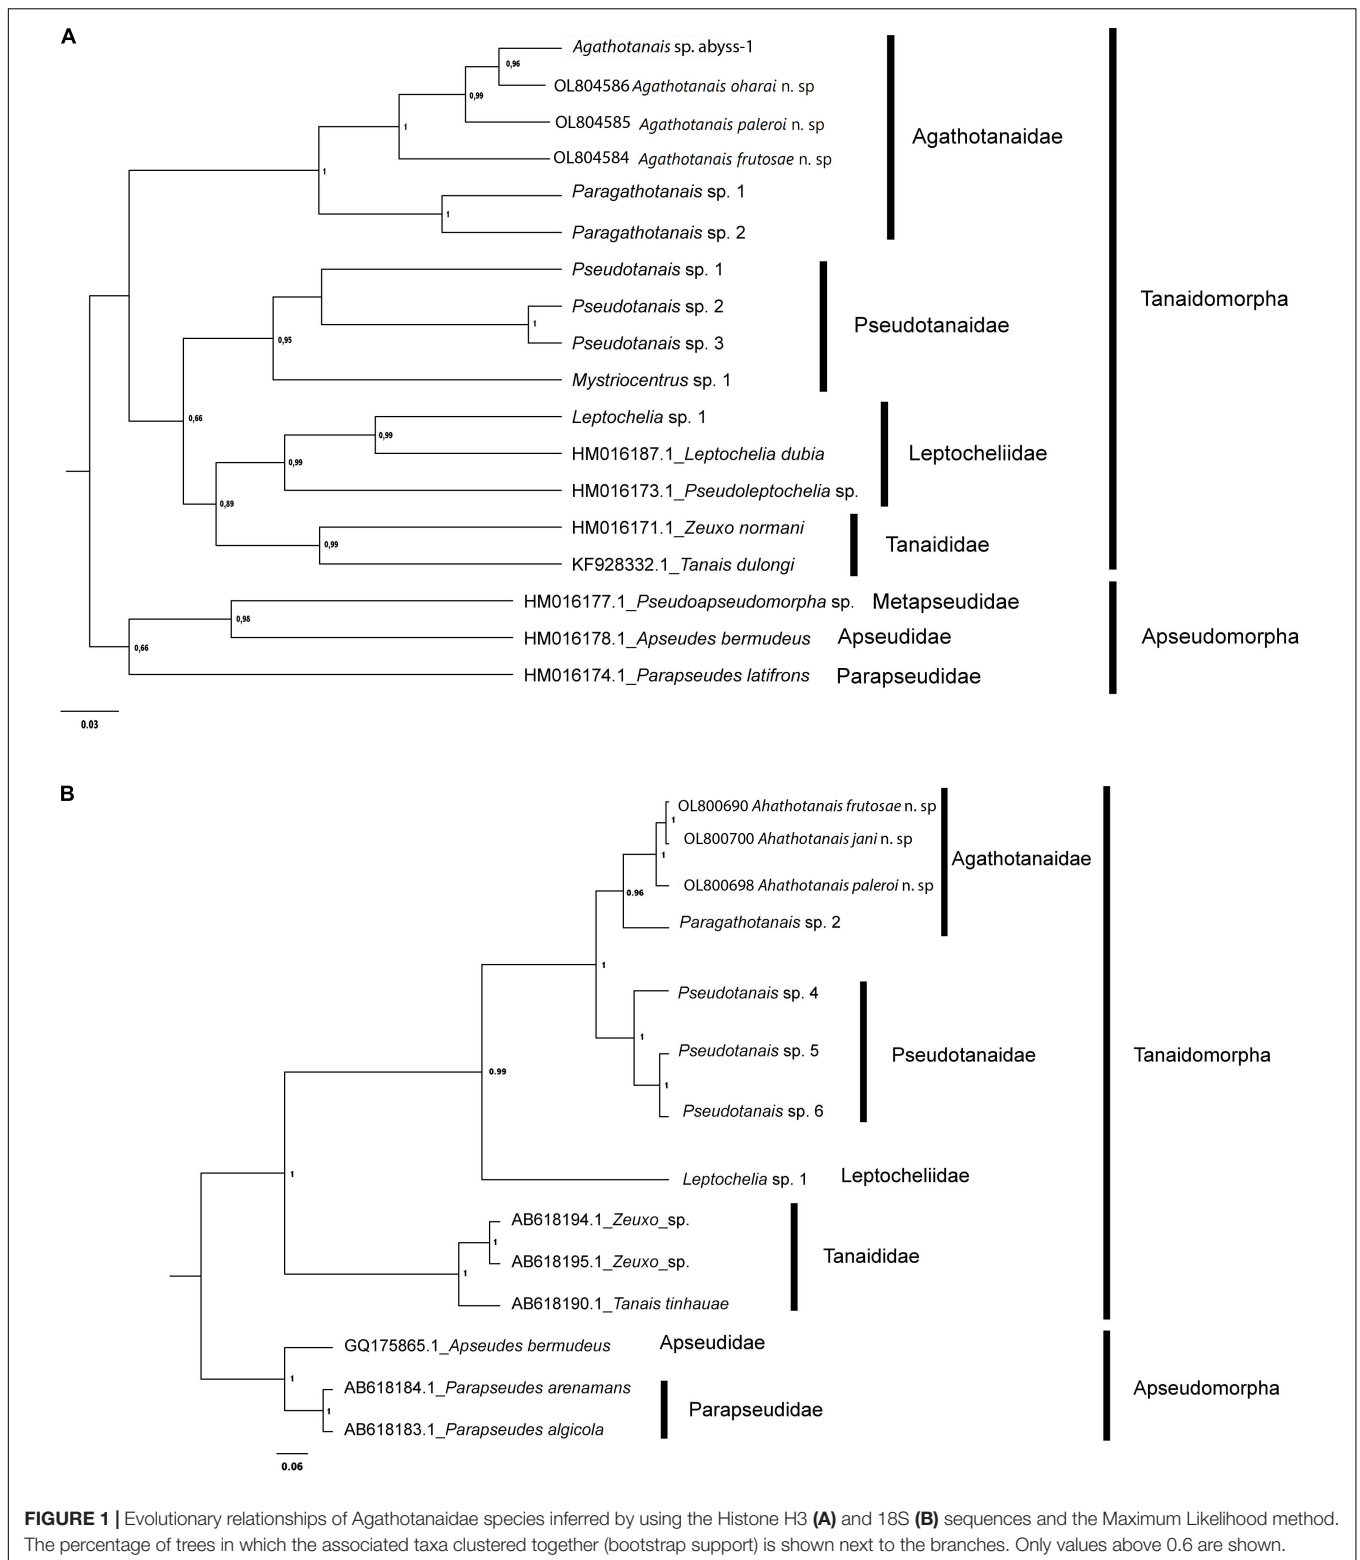 A
Agathotanais sp. abyss-1
0,96
OL804586 Agathotanais oharai n. sp
0,99
OL804585 Agathotanais paleroi n. sp
1
Agathotanaidae
OL804584 Agathotanais frutosae n. sp
1
Paragathotanais sp. 1
1
Paragathotanais sp. 2
Pseudotanais sp. 1
Tanaidomorpha
Pseudotanais sp. 2
1
Pseudotanaidae
0,95
Pseudotanais sp. 3
Mystriocentrus sp. 1
0,66
Leptochelia sp. 1
0,99
HM016187.1_Leptochelia dubia
Leptocheliidae
0,99
HM016173.1_Pseudoleptochelia sp.
0,89
HM016171.1_Zeuxo normani
0,99
Tanaididae
KF928332.1_Tanais dulongi
HM016177.1_Pseudoapseudomorpha sp. Metapseudidae
0,98
HM016178.1_Apseudes bermudeus Apseudidae
Apseudomorpha
0,66
HM016174.1_Parapseudes latifrons Parapseudidae
0.03
B
OL800690 Ahathotanais frutosae n. sp
1
OL800700 Ahathotanais jani n. sp
1
Agathotanaidae
OL800698 Ahathotanais paleroi n. sp
0.96
Paragathotanais sp. 2
1
Pseudotanais sp. 4
1
Pseudotanais sp. 5
Pseudotanaidae
Tanaidomorpha
0.99
1
Pseudotanais sp. 6
1
Leptochelia sp. 1 Leptocheliidae
AB618194.1_Zeuxo_sp.
1
AB618195.1_Zeuxo_sp.
Tanaididae
1
AB618190.1_Tanais tinhauae
GQ175865.1_Apseudes bermudeus Apseudidae
1
AB618184.1_Parapseudes arenamans
Apseudomorpha
1
Parapseudidae
AB618183.1_Parapseudes algicola
0.06
FIGURE 1 | Evolutionary relationships of Agathotanaidae species inferred by using the Histone H3 (A) and 18S (B) sequences and the Maximum Likelihood method.
The percentage of trees in which the associated taxa clustered together (bootstrap support) is shown next to the branches. Only values above 0.6 are shown.